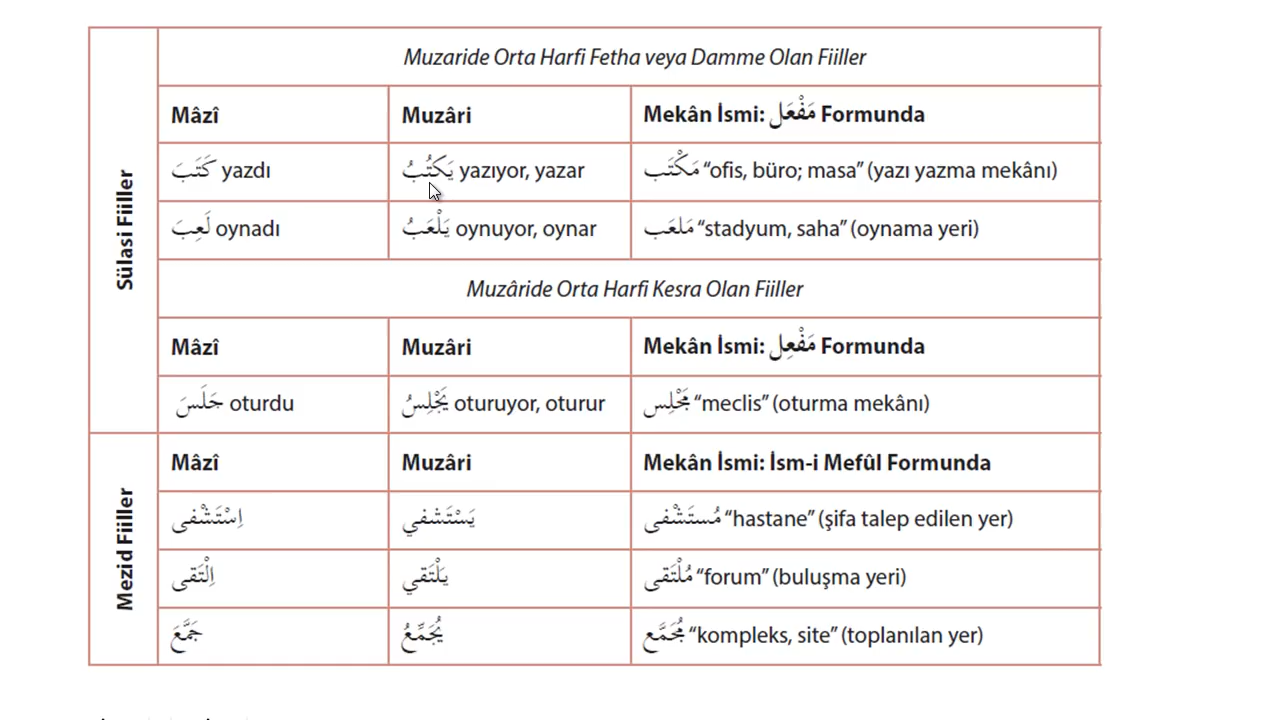 Sülasi Fiiller
Muzaride Orta Harfi Fetha veya Damme Olan Fiiller
Mâzî Muzâri Mekân İsmi: مَفْعَل Formunda
كَتَبَ yazdı يَكتُبُ yazıyor, yazar مَكْتَب “ofis, büro; masa” (yazı yazma mekânı)
لَعِبَ oynadı يَلْعَبُ oynuyor, oynar مَلعَب “stadyum, saha” (oynama yeri)
Muzâride Orta Harfi Kesra Olan Fiiller
Mâzî Muzâri Mekân İsmi: مَفْعِل Formunda
جَلَسَ oturdu يَجْلِسُ oturuyor, oturur مَجْلِس “meclis” (oturma mekânı)
Mezid Fiiller
Mâzî Muzâri Mekân İsmi: İsm-i Mefûl Formunda
اِسْتَشْفى يَسْتَشفي مُستَشْفى “hastane” (şifa talep edilen yer)
اِلْتَقى يَلْتَقي مُلْتَقى “forum” (buluşma yeri)
جَمَّعَ يُجَمِّعُ مُجَمَّع “kompleks, site” (toplanılan yer)